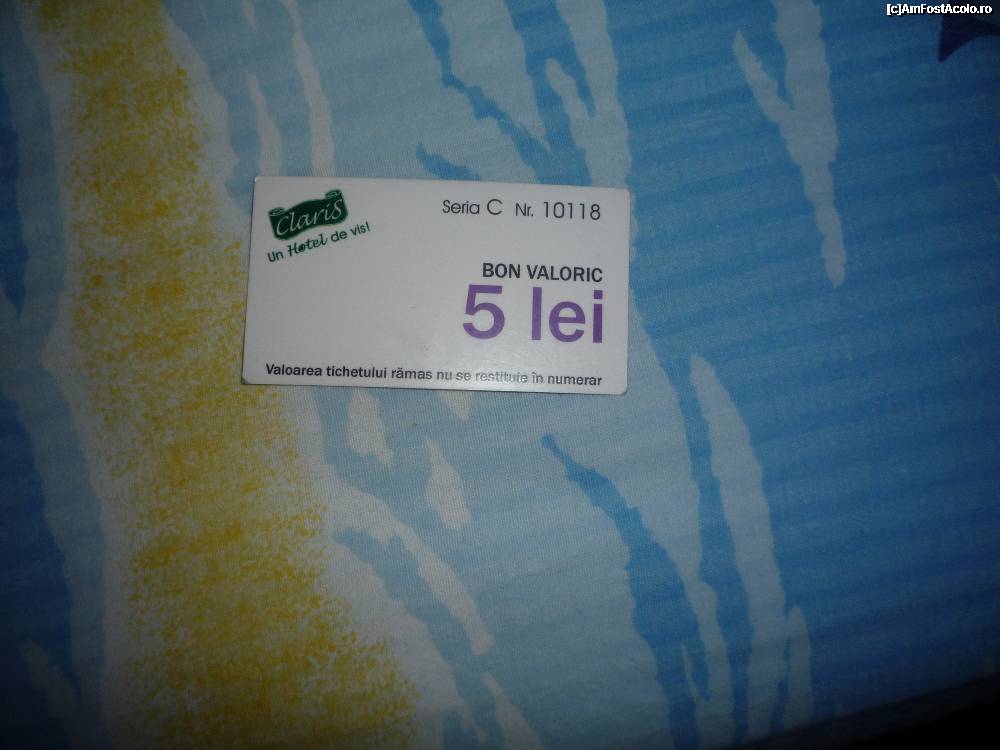 [c]AmFostAcolo.ro
ClariS
Un Hotel de vis!
Seria C Nr. 10118
BON VALORIC
5 lei
Valoarea tichetului rămas nu se restituie în numerar